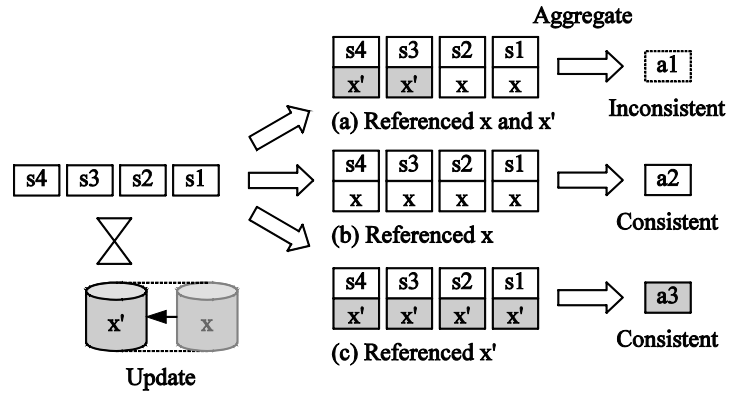 Aggregate
s4 s3 s2 s1
x' x' x x
a1
(a) Referenced x and x'
Inconsistent
s4 s3 s2 s1
s4 s3 s2 s1
x x x x
a2
(b) Referenced x
Consistent
s4 s3 s2 s1
x' x' x' x'
a3
(c) Referenced x'
Consistent
x' x
Update